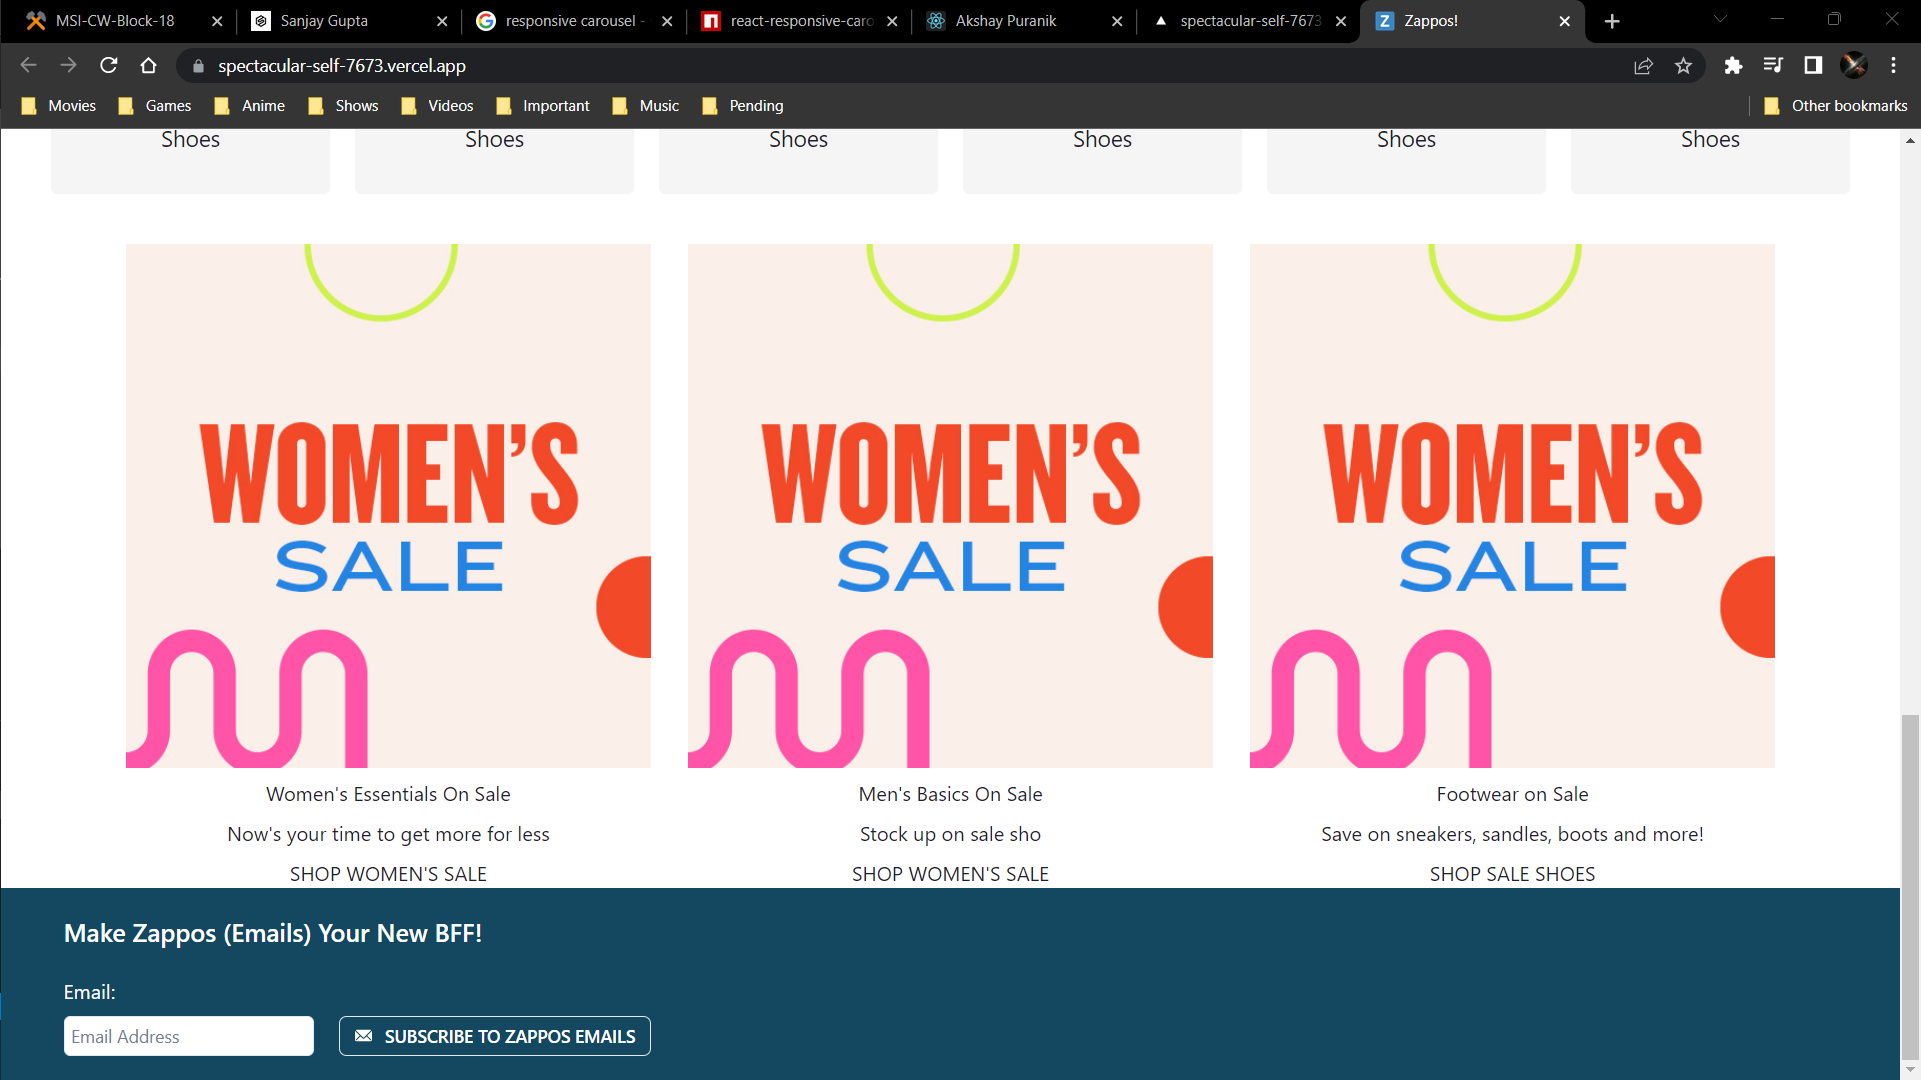 MSI-CW-Block-18
Sanjay Gupta
responsive carousel -
react-responsive-caro
Akshay Puranik
spectacular-self-7673
Zappos!
spectacular-self-7673.vercel.app
Movies
Games
Anime
Shows
Videos
Important
Music
Pending
Other bookmarks
Shoes
Shoes
Shoes
Shoes
Shoes
Shoes
WOMEN'S
SALE
WOMEN'S
SALE
WOMEN'S
SALE
Women's Essentials On Sale
Now's your time to get more for less
SHOP WOMEN'S SALE
Men's Basics On Sale
Stock up on sale sho
SHOP WOMEN'S SALE
Footwear on Sale
Save on sneakers, sandles, boots and more!
SHOP SALE SHOES
Make Zappos (Emails) Your New BFF!
Email:
Email Address
SUBSCRIBE TO ZAPPOS EMAILS